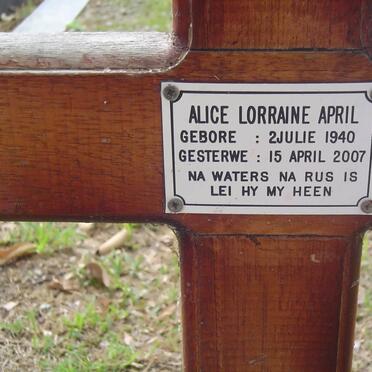 ALICE LORRAINE APRIL
GEBORE : 2JULIE 1940
GESTERWE : 15 APRIL 2007
NA WATERS NA RUS IS
LEI HY MY HEEN